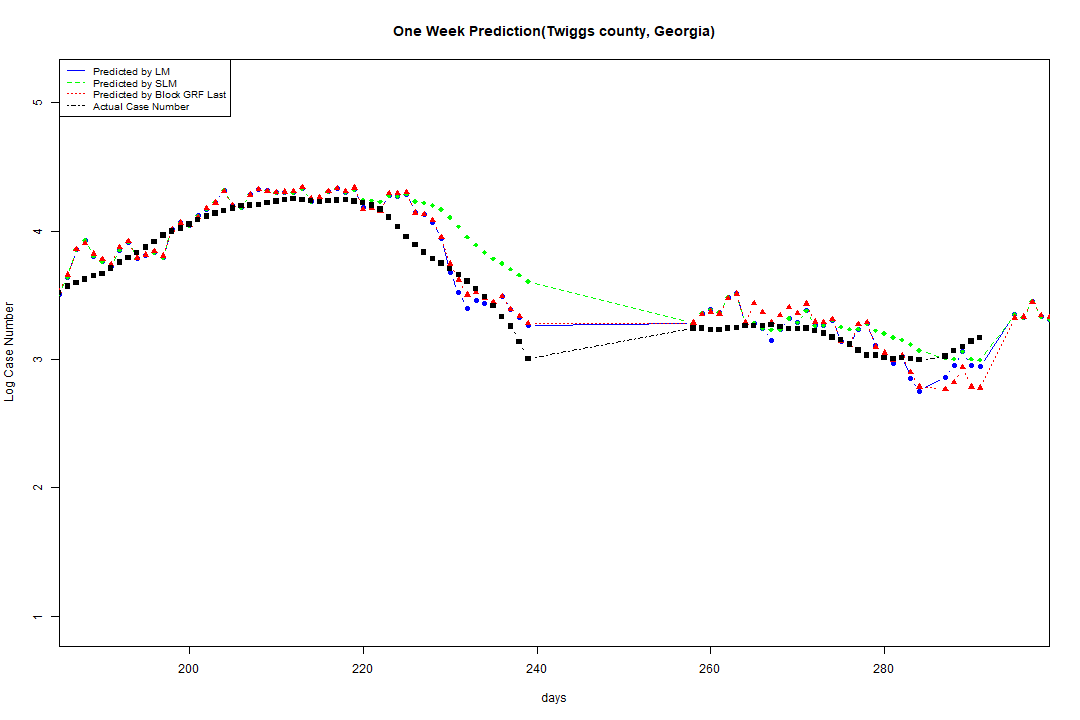 One Week Prediction(Twiggs county, Georgia)
Predicted by LM
Predicted by SLM
Predicted by Block GRF Last
Actual Case Number
5
4
3
2
1
Log Case Number
200 220 240 260 280
days